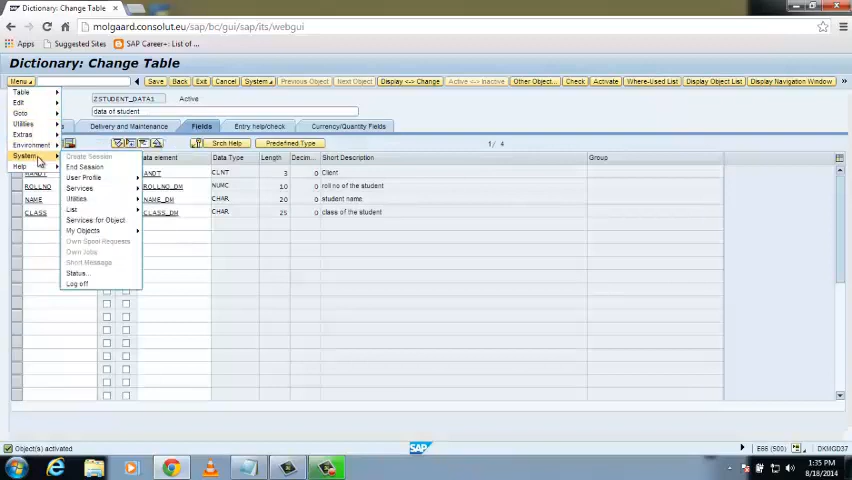 Dictionary: Change Table
molgaard.consolut.eu/sap/bc/gui/sap/its/webgui
Apps Suggested Sites SAP Career+: List of ...
Dictionary: Change Table
Menu Save Back Exit Cancel System Previous Object Next Object Display <-> Change Active <-> Inactive Other Object... Check Activate Where-Used List Display Object List Display Navigation Window
Table
ZSTUDENT_DATA1 Active
Edit
Goto
data of student
Utilities
Delivery and Maintenance Fields Entry help/check Currency/Quantity Fields
Extras
Environment
Srch Help Predefined Type 1/ 4
System
Create Session
Data Type Length Decim... Short Description Group
Help
End Session
CLNT 3 0 Client
User Profile
ROLLNO ROLLNO_DM NUMC 10 0 roll no of the student
Services
NAME NAME_DM CHAR 20 0 student name
Utilities
CLASS CLASS_DM CHAR 25 0 class of the student
List
Services for Object
My Objects
Own Spool Requests
Own Jobs
Short Message
Status...
Log off
Object(s) activated
SAP
E66 (500) DKMGD37
1:35 PM
8/18/2014